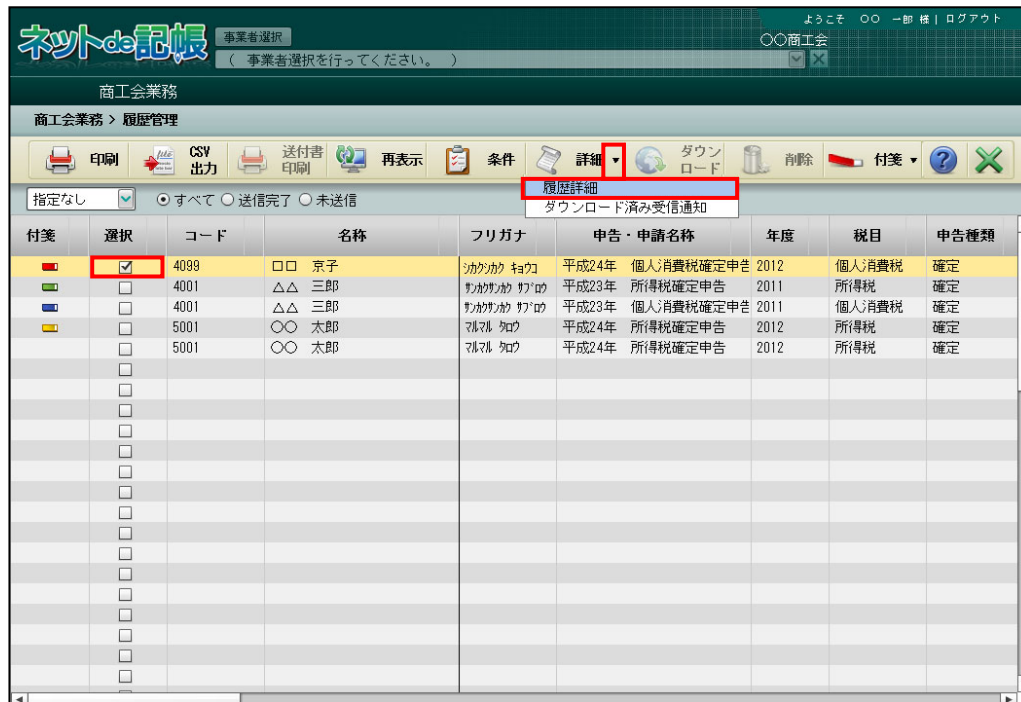 ようこそ 〇〇 一郎 様 | ログアウト
ネットde記帳
事業者選択
〇〇商工会
( 事業者選択を行ってください。 )
商工会業務
商工会業務 > 履歴管理
印刷 CSV出力 送付書印刷 再表示 条件 詳細 ダウンロード 削除 付箋
履歴詳細
指定なし すべて 送信完了 未送信
ダウンロード済み受信通知
付箋 選択 コード 名称 フリガナ 申告・申請名称 年度 税目 申告種類
4099 □□ 京子 シカクシカク キョウコ 平成24年 個人消費税確定申告 2012 個人消費税 確定
4001 △△ 三郎 サンカクサンカク サブロウ 平成23年 所得税確定申告 2011 所得税 確定
4001 △△ 三郎 サンカクサンカク サブロウ 平成23年 個人消費税確定申告 2011 個人消費税 確定
5001 〇〇 太郎 マルマル タロウ 平成24年 所得税確定申告 2012 所得税 確定
5001 〇〇 太郎 マルマル タロウ 平成24年 所得税確定申告 2012 所得税 確定